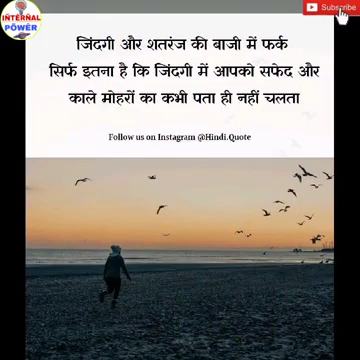 INTERNAL
POWER
Subscribe
जिंदगी और शतरंज की बाजी में फर्क
सिर्फ इतना है कि जिंदगी में आपको सफेद और
काले मोहरों का कभी पता ही नहीं चलता
Follow us on Instagram @Hindi.Quote